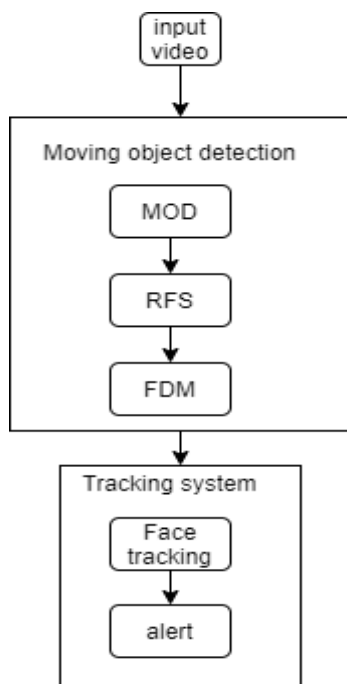 input
video
Moving object detection
MOD
RFS
FDM
Tracking system
Face
tracking
alert